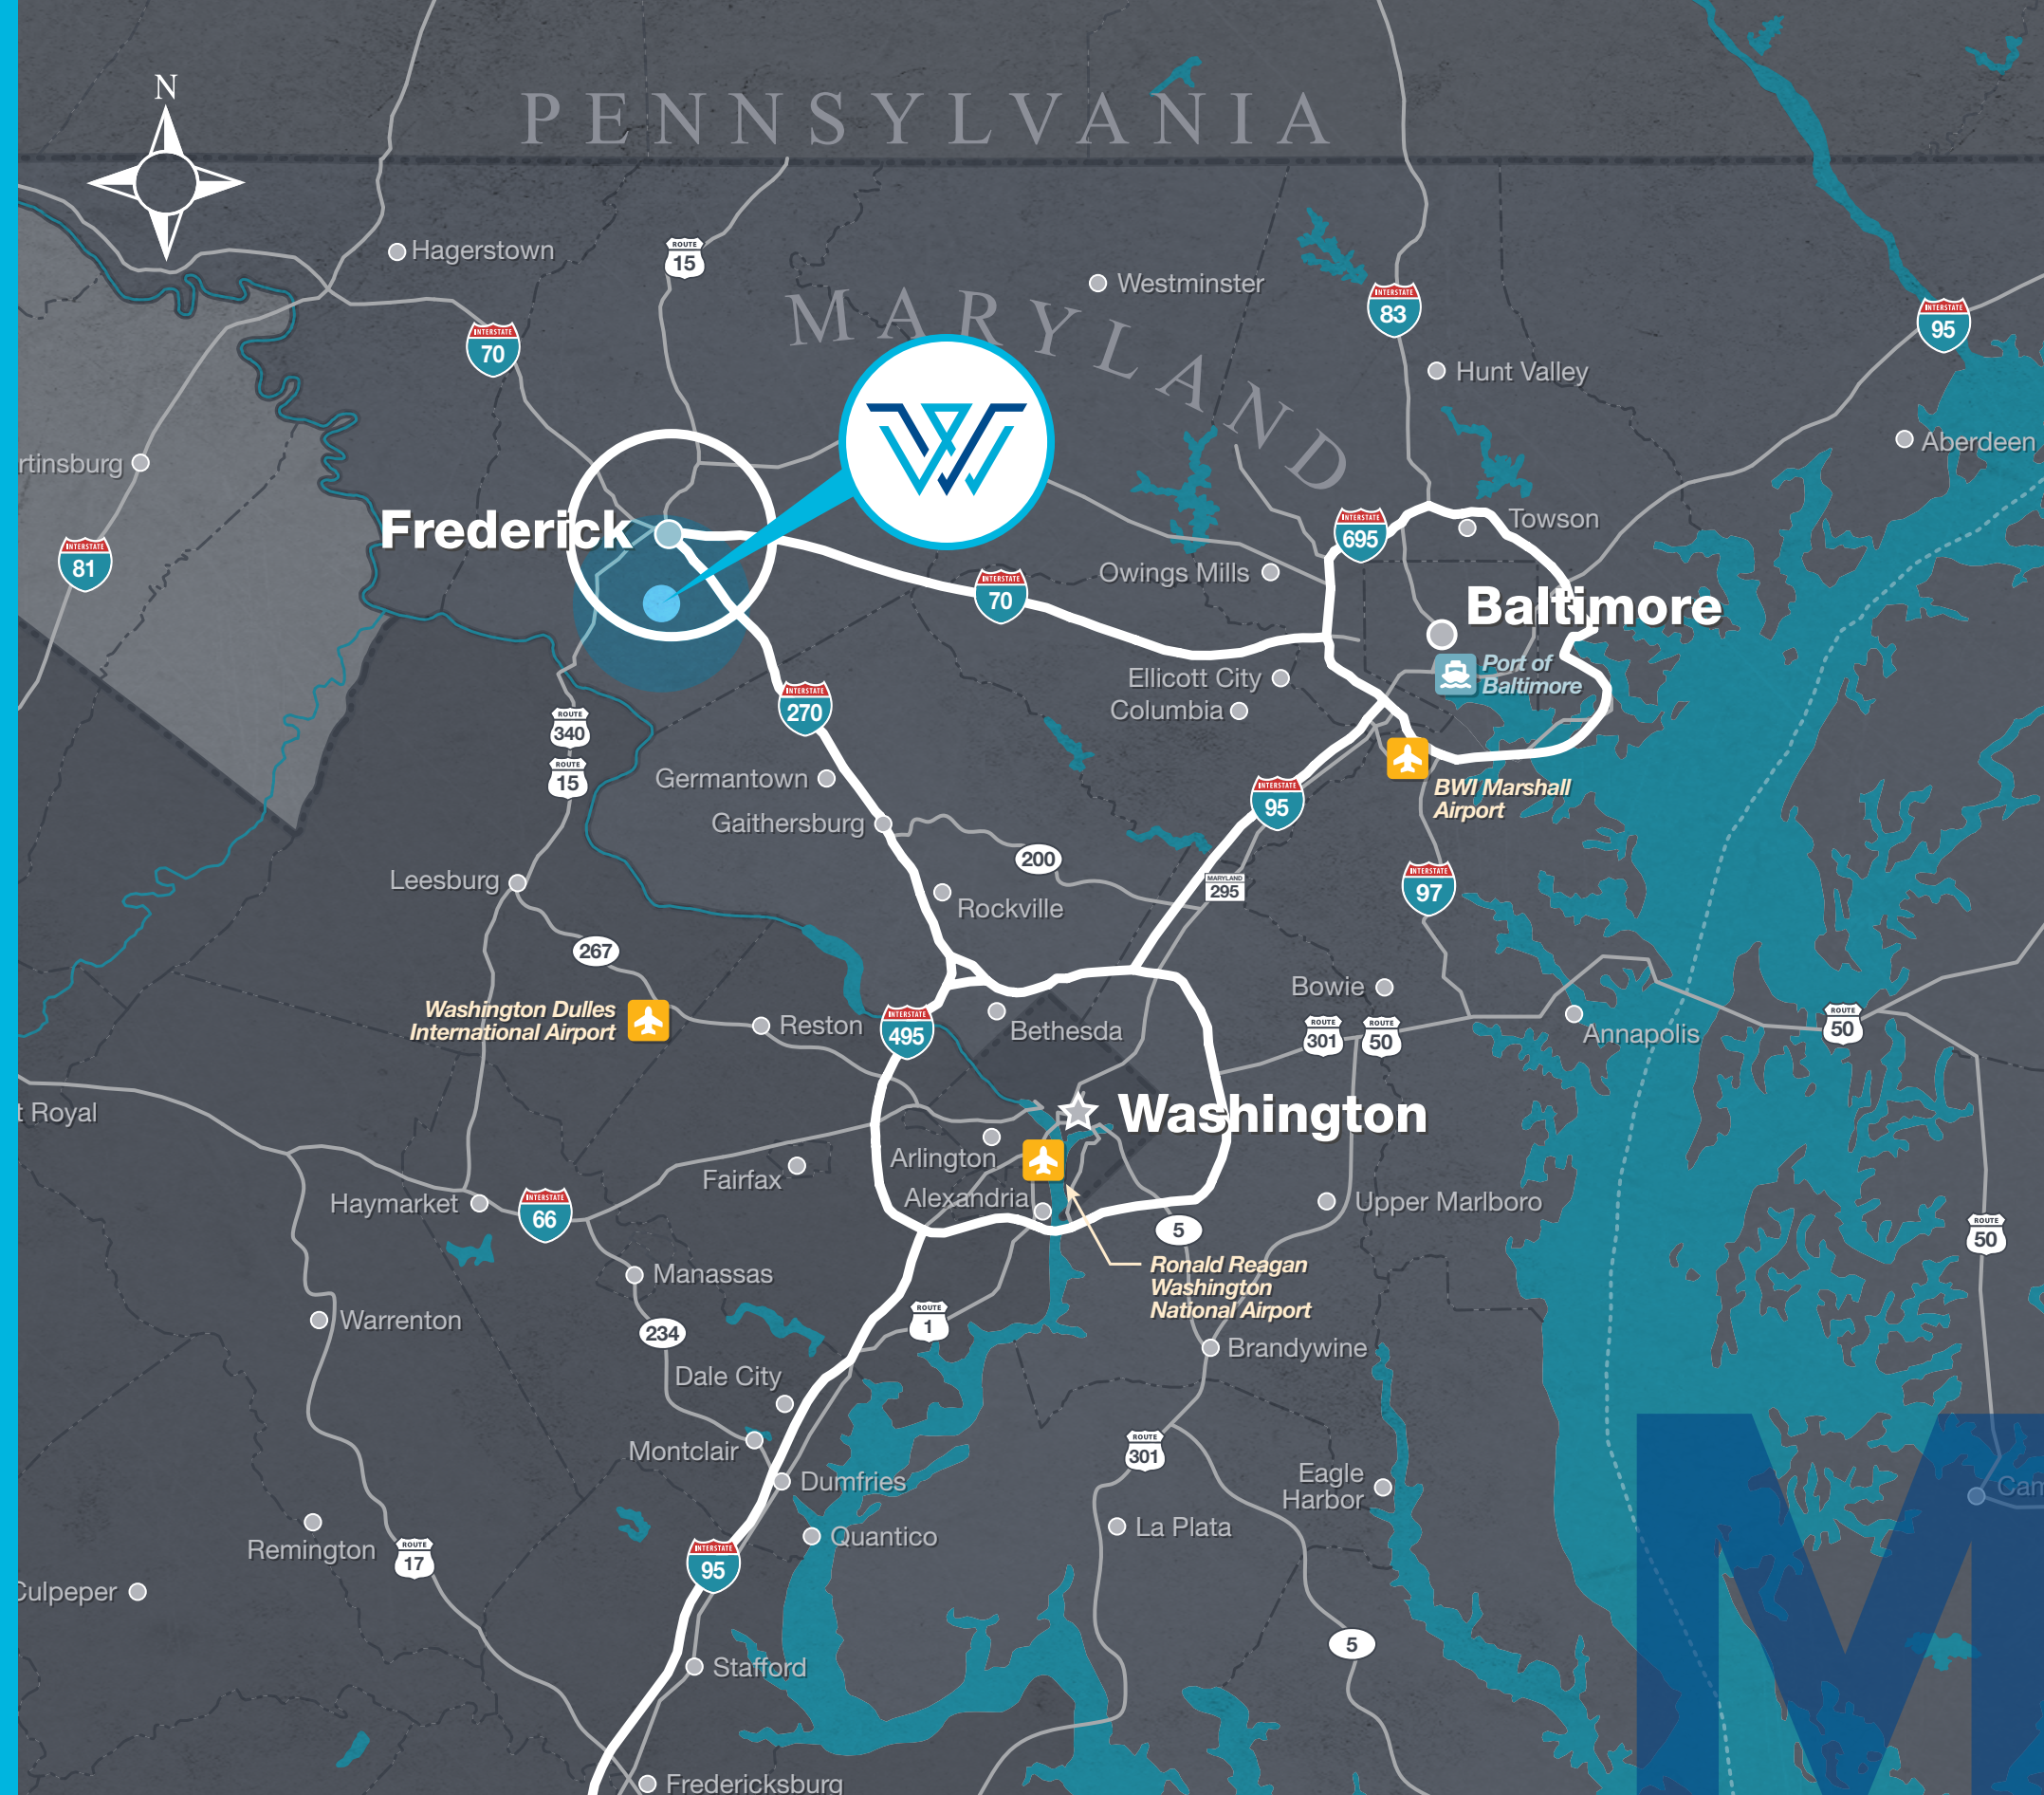 N
PENNSYLVANIA
Hagerstown
ROUTE
15
Westminster
MARYLAND
INTERSTATE
83
INTERSTATE
95
INTERSTATE
70
Hunt Valley
Aberdeen
rtinsburg
Frederick
Towson
INTERSTATE
695
INTERSTATE
81
Owings Mills
INTERSTATE
70
Baltimore
Port of
Baltimore
Ellicott City
Columbia
INTERSTATE
270
ROUTE
340
ROUTE
15
Germantown
BWI Marshall
Airport
INTERSTATE
95
Gaithersburg
200
MARYLAND
295
INTERSTATE
97
Leesburg
Rockville
267
Bowie
Washington Dulles
International Airport
Reston
INTERSTATE
495
Bethesda
ROUTE
301
ROUTE
50
Annapolis
ROUTE
50
t Royal
Washington
Arlington
Fairfax
Alexandria
Haymarket
INTERSTATE
66
Upper Marlboro
5
ROUTE
50
Ronald Reagan
Washington
National Airport
Manassas
Warrenton
ROUTE
1
234
Brandywine
Dale City
Montclair
ROUTE
301
Dumfries
Eagle
Harbor
Cam
M
Remington
ROUTE
17
Quantico
La Plata
INTERSTATE
95
Culpeper
5
Stafford
Fredericksburg